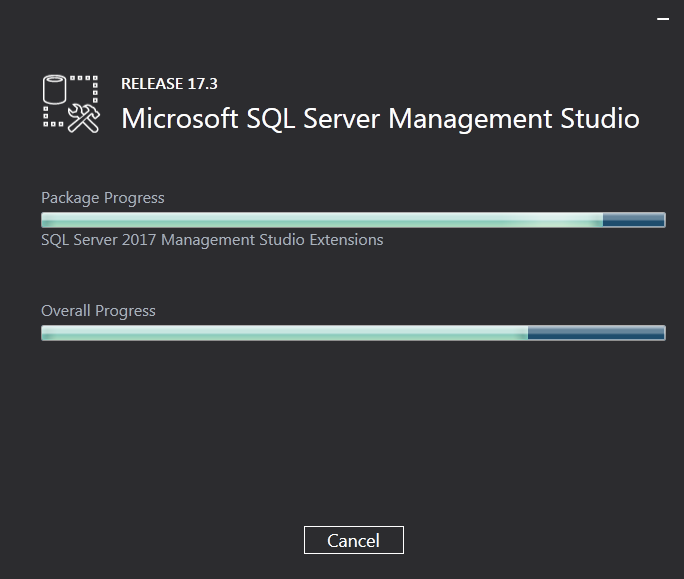 RELEASE 17.3
Microsoft SQL Server Management Studio
Package Progress
SQL Server 2017 Management Studio Extensions
Overall Progress
Cancel